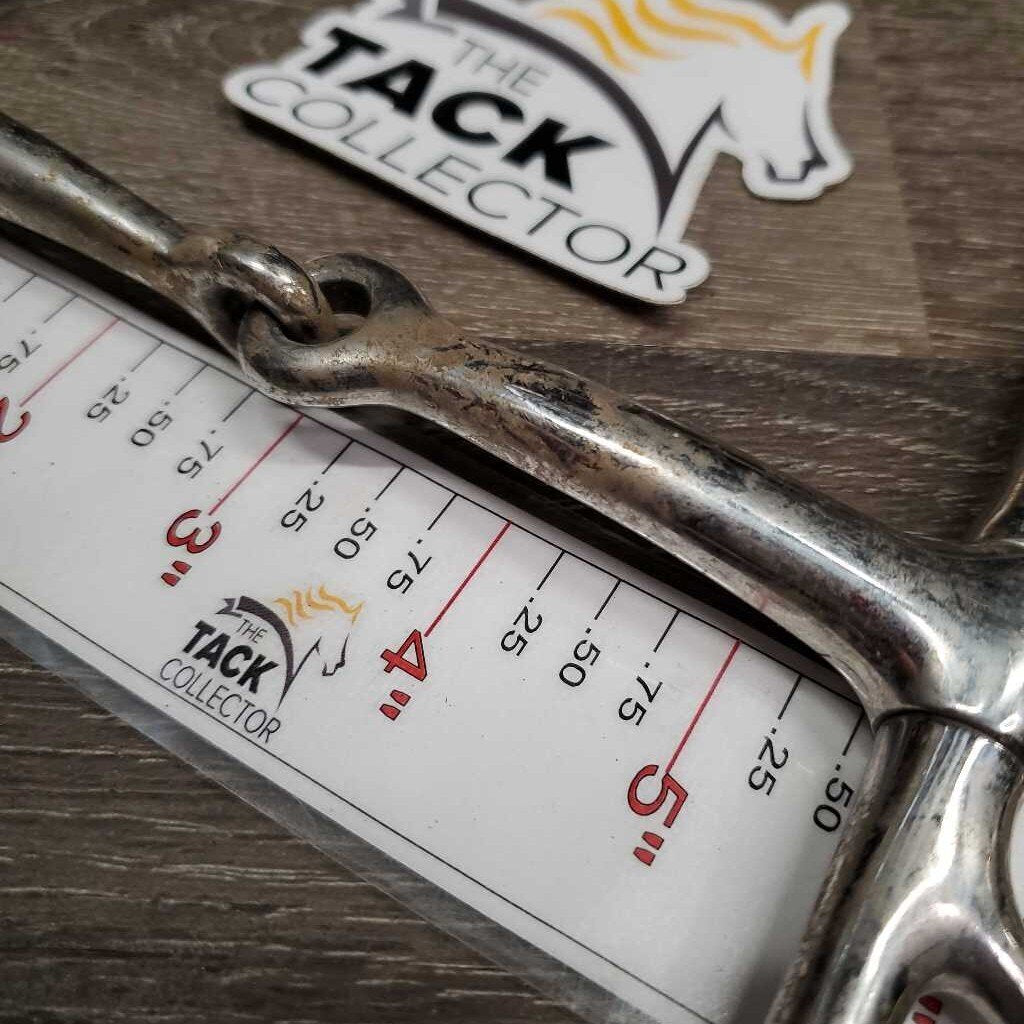 THE
TACK
COLLECTOR
.75
2
.25
.50
.75
3"
.25
.50
.75
4"
.25
.50
.75
5"
.25
.50
THE
TACK
COLLECTOR